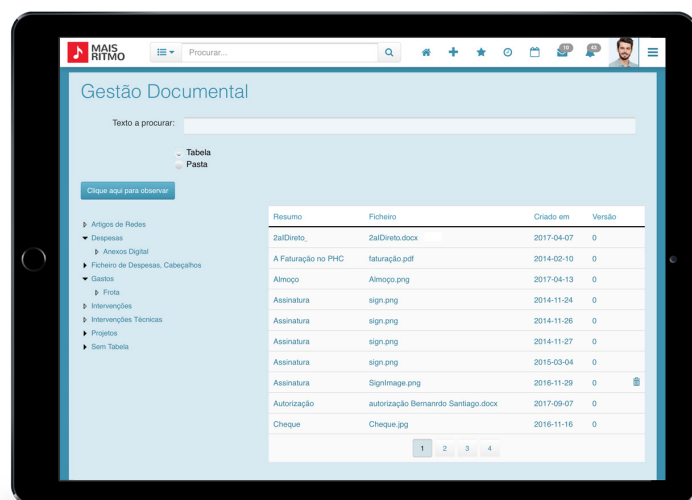 MAIS
RITMO
Procurar...
10
43
Gestão Documental
Texto a procurar:
Tabela
Pasta
Clique aqui para observar
Artigos de Redes
Despesas
Anexos Digital
Ficheiro de Despesas, Cabeçalhos
Gastos
Frota
Intervenções
Intervenções Técnicas
Projetos
Sem Tabela
Resumo Ficheiro Criado em Versão
2alDireto_ 2alDireto.docx 2017-04-07 0
A Faturação no PHC faturação.pdf 2014-02-10 0
Almoço Almoço.png 2017-04-13 0
Assinatura sign.png 2014-11-24 0
Assinatura sign.png 2014-11-26 0
Assinatura sign.png 2014-11-27 0
Assinatura sign.png 2015-03-04 0
Assinatura SignImage.png 2016-11-29 0
Autorização autorização Bernanrdo Santiago.docx 2017-09-07 0
Cheque Cheque.jpg 2016-11-16 0
1 2 3 4